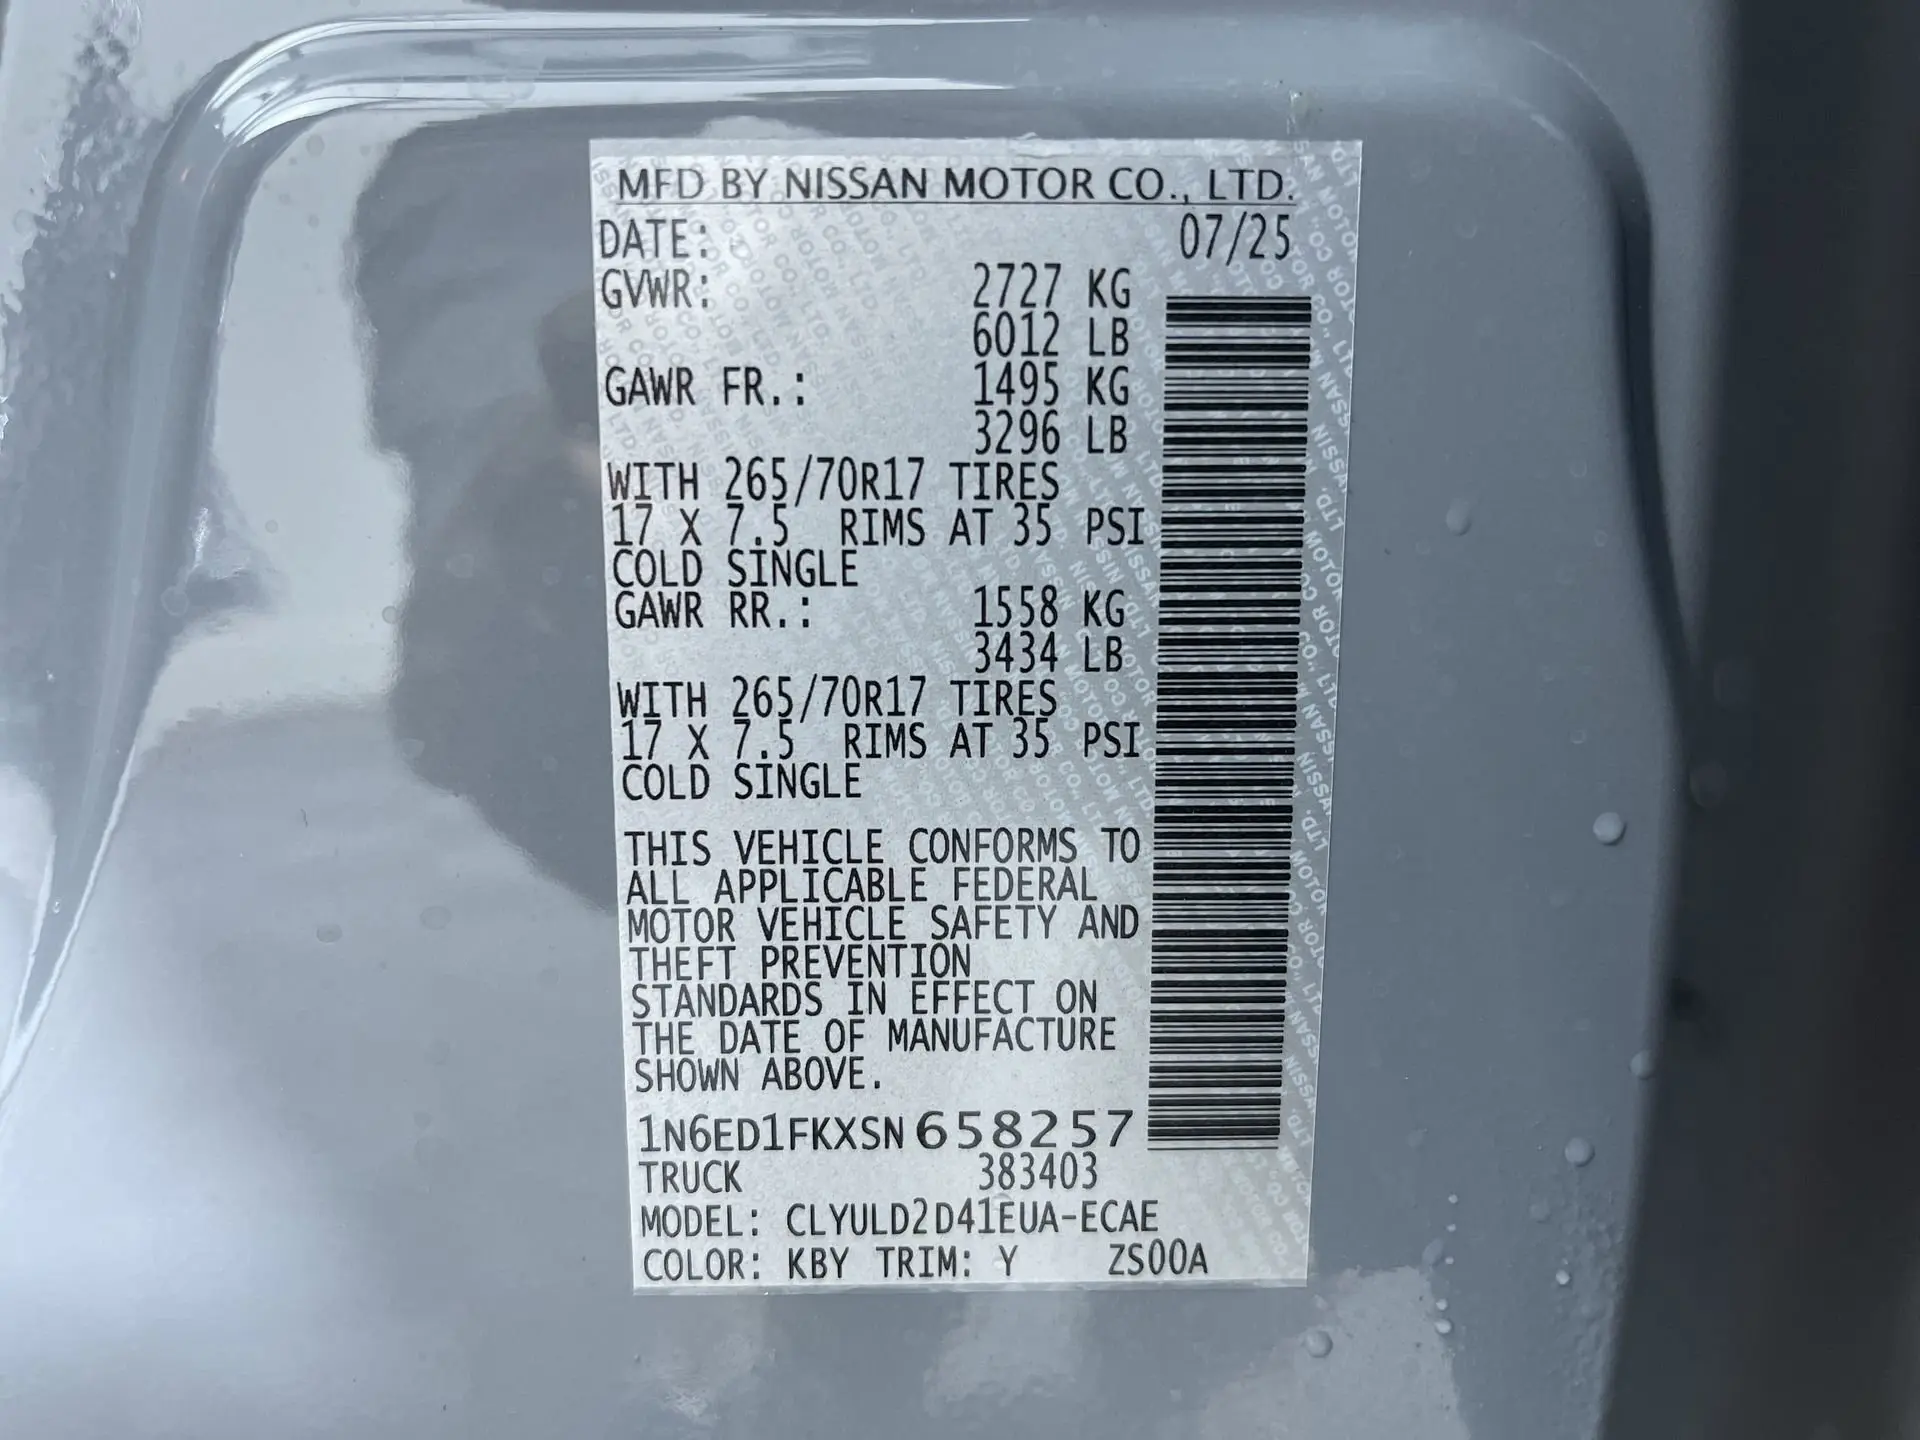 MFD BY NISSAN MOTOR CO., LTD.
DATE: 07/25
GVWR: 2727 KG
6012 LB
GAWR FR.: 1495 KG
3296 LB
WITH 265/70R17 TIRES
17 X 7.5 RIMS AT 35 PSI
COLD SINGLE
GAWR RR.: 1558 KG
3434 LB
WITH 265/70R17 TIRES
17 X 7.5 RIMS AT 35 PSI
COLD SINGLE
THIS VEHICLE CONFORMS TO
ALL APPLICABLE FEDERAL
MOTOR VEHICLE SAFETY AND
THEFT PREVENTION
STANDARDS IN EFFECT ON
THE DATE OF MANUFACTURE
SHOWN ABOVE.
1N6ED1FKXSN658257
TRUCK 383403
MODEL: CLYULD2D41EUA-ECAE
COLOR: KBY TRIM: Y ZS00A